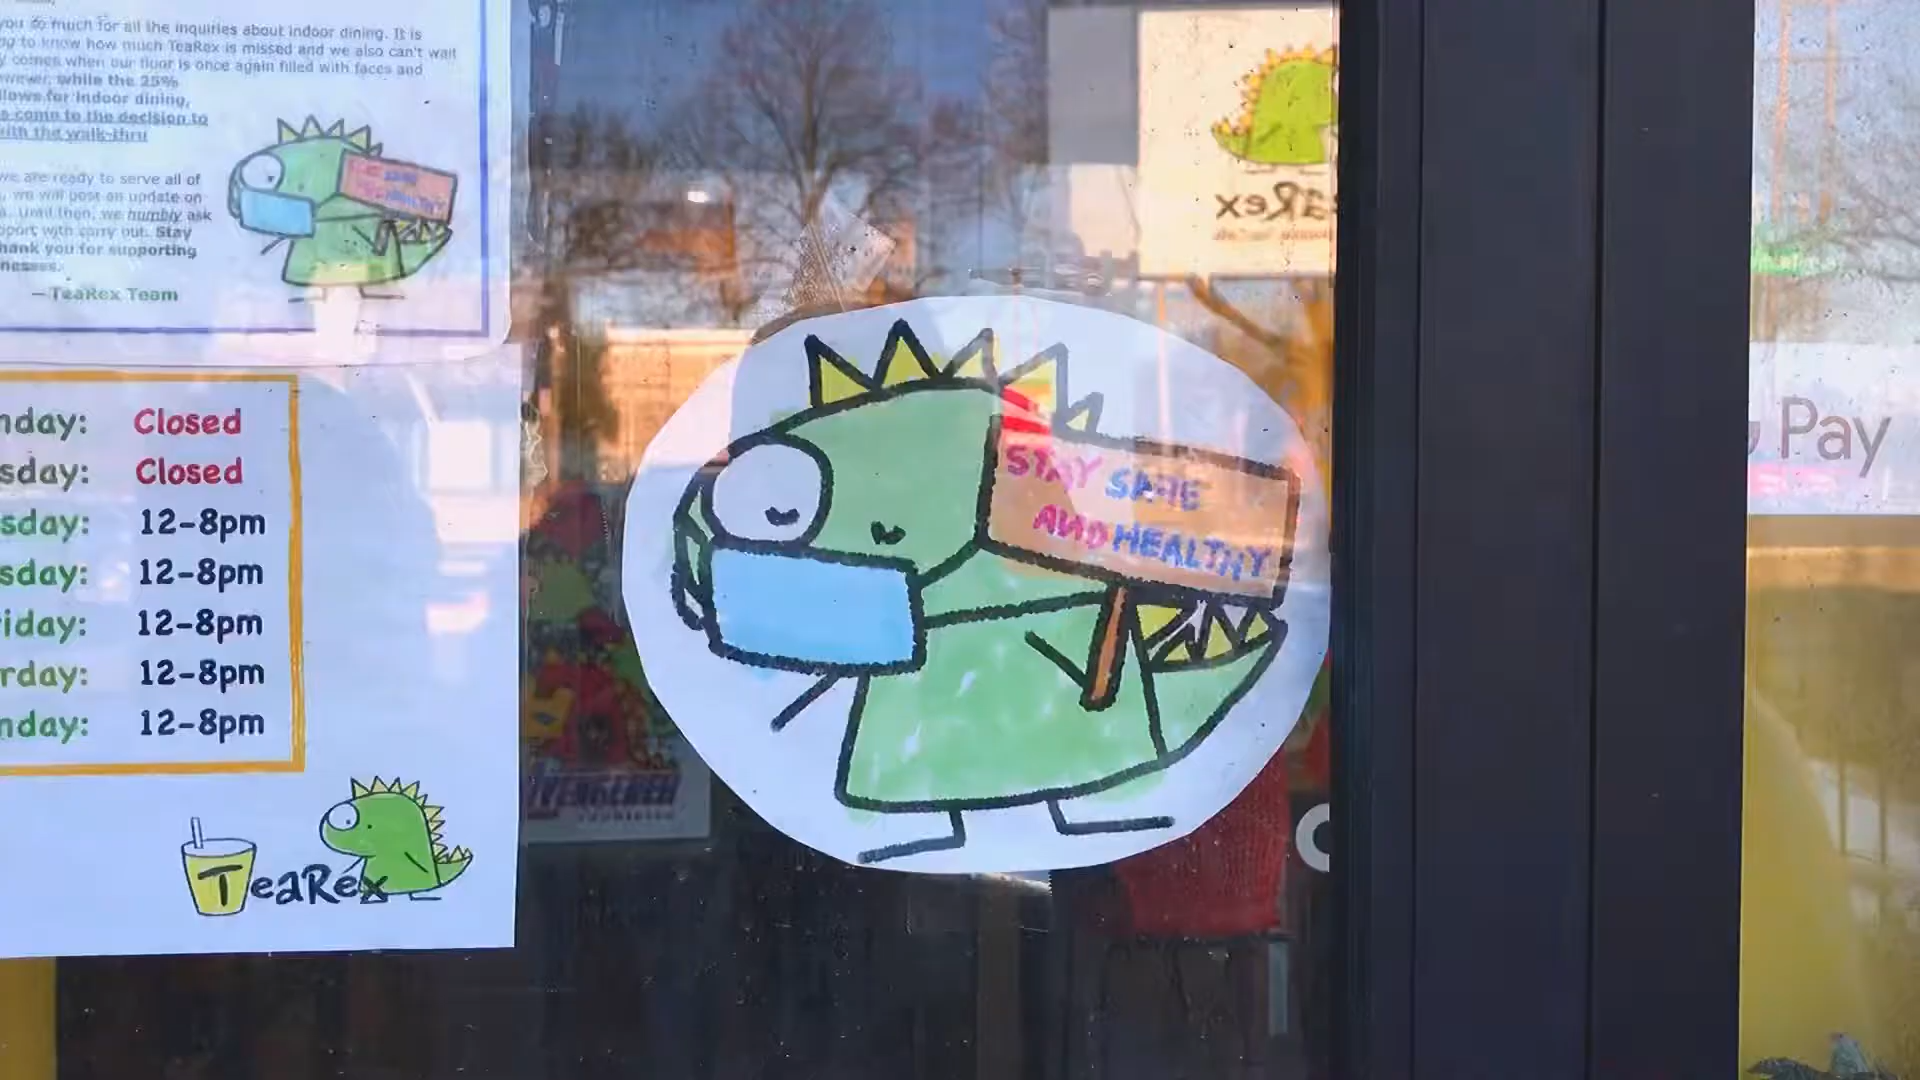 you so much for all the inquiries about indoor dining. It is
to know how much TeaRex is missed and we also can't wait
comes when our floor is once again filled with faces and
while the 25%
for indoor dining,
come to the decision to
with the walk-thru
we are ready to serve all of
we will post an update on
Until then, we humbly ask
with carry out. Stay
thank you for supporting
—TeaRex Team
nday: Closed
sday: Closed
sday: 12-8pm
sday: 12-8pm
riday: 12-8pm
rday: 12-8pm
nday: 12-8pm
TeaRex
STAY SAFE
AND HEALTHY
Pay